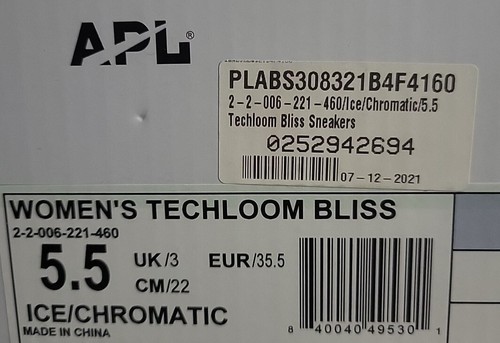 APL®
PLABS308321B4F4160
2-2-006-221-460/Ice/Chromatic/5.5
Techloom Bliss Sneakers
0252942694
07-12-2021
WOMEN'S TECHLOOM BLISS
2-2-006-221-460
5.5 UK/3 EUR/35.5
CM/22
ICE/CHROMATIC
MADE IN CHINA
8 40040 49530 1